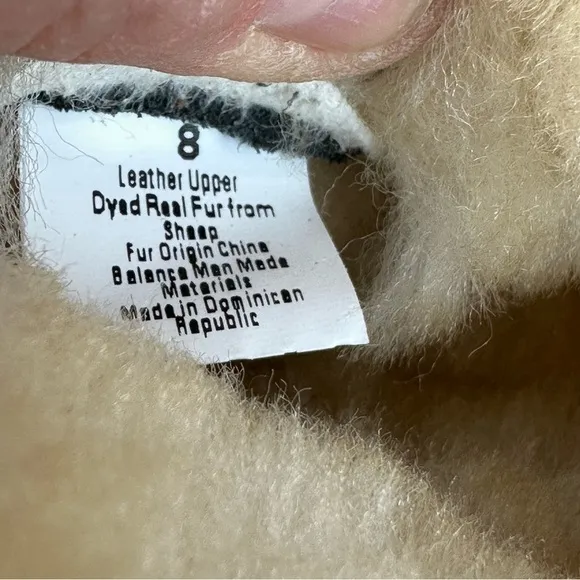 8
Leather Upper
Dyed Real Fur from
Sheep
Fur Origin China
Balance Man Made
Materials
Made in Dominican
Republic